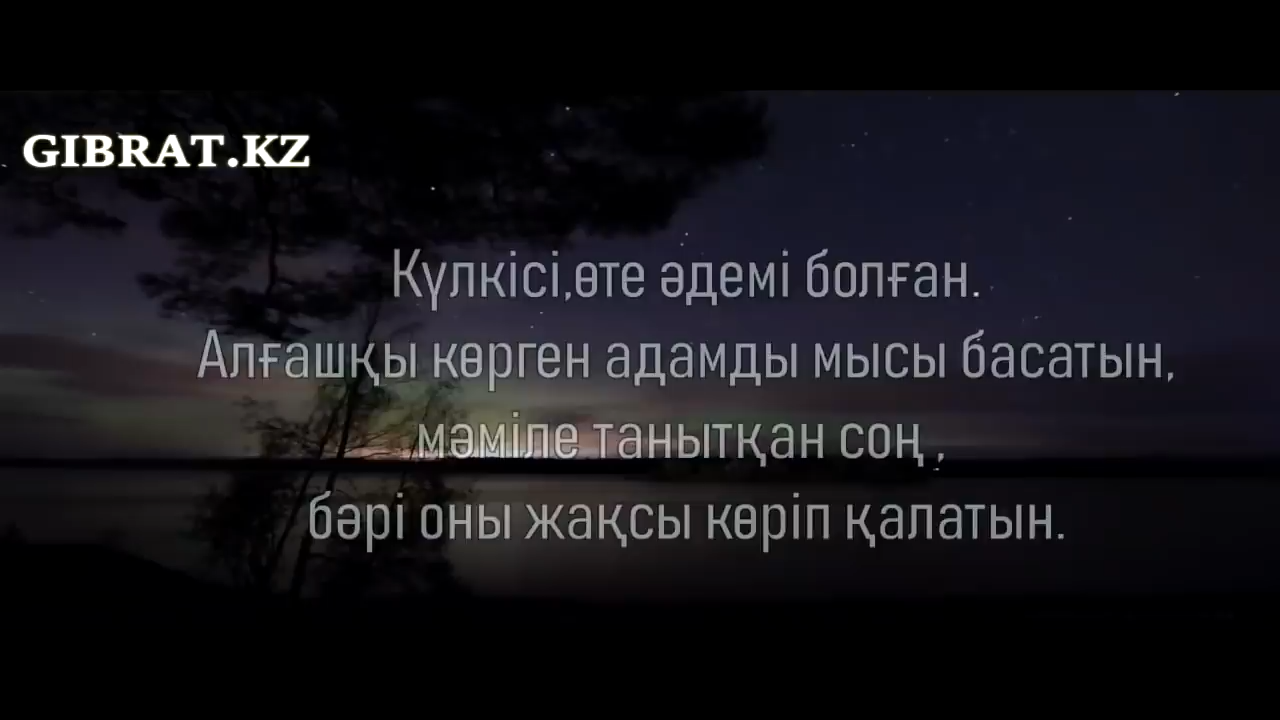 GIBRAT.KZ
Күлкісі,өте әдемі болған.
Алғашқы көрген адамды мысы басатын,
мәміле танытқан соң ,
бәрі оны жақсы көріп қалатын.